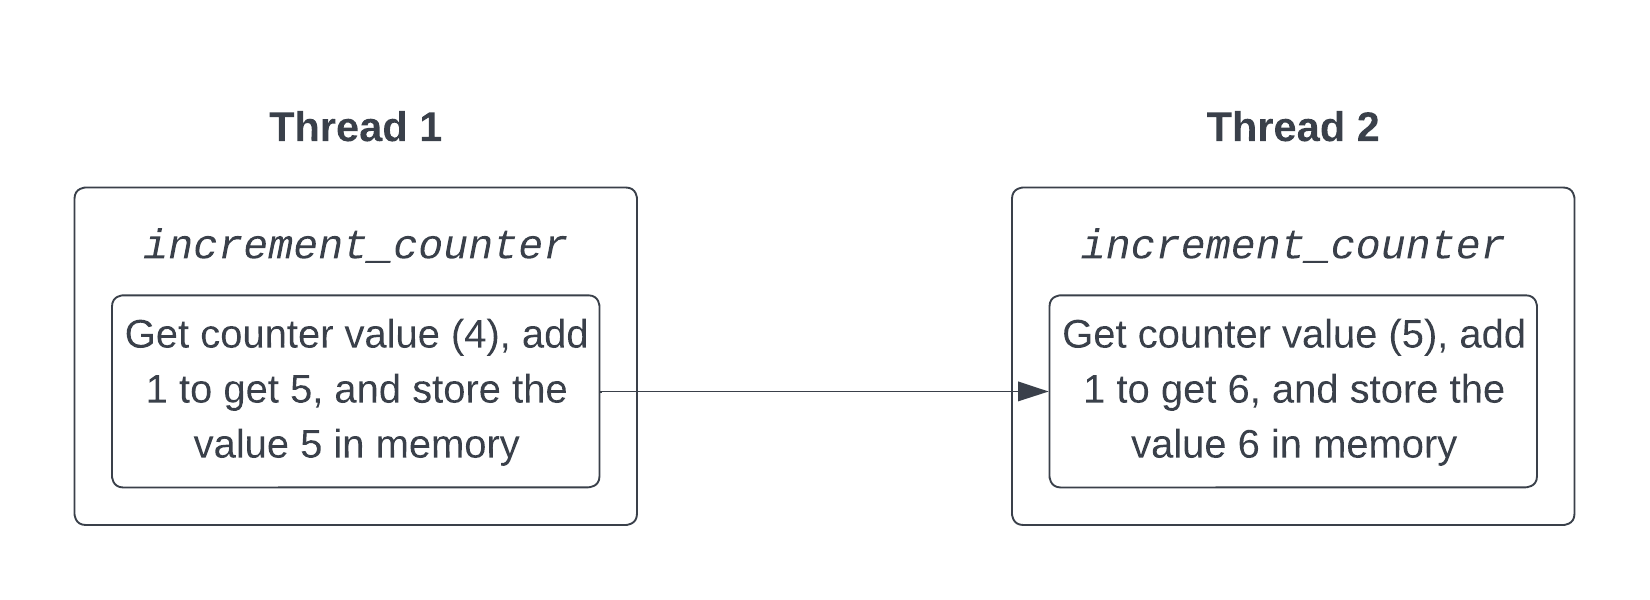 Thread 1
increment_counter
Get counter value (4), add
1 to get 5, and store the
value 5 in memory
Thread 2
increment_counter
Get counter value (5), add
1 to get 6, and store the
value 6 in memory